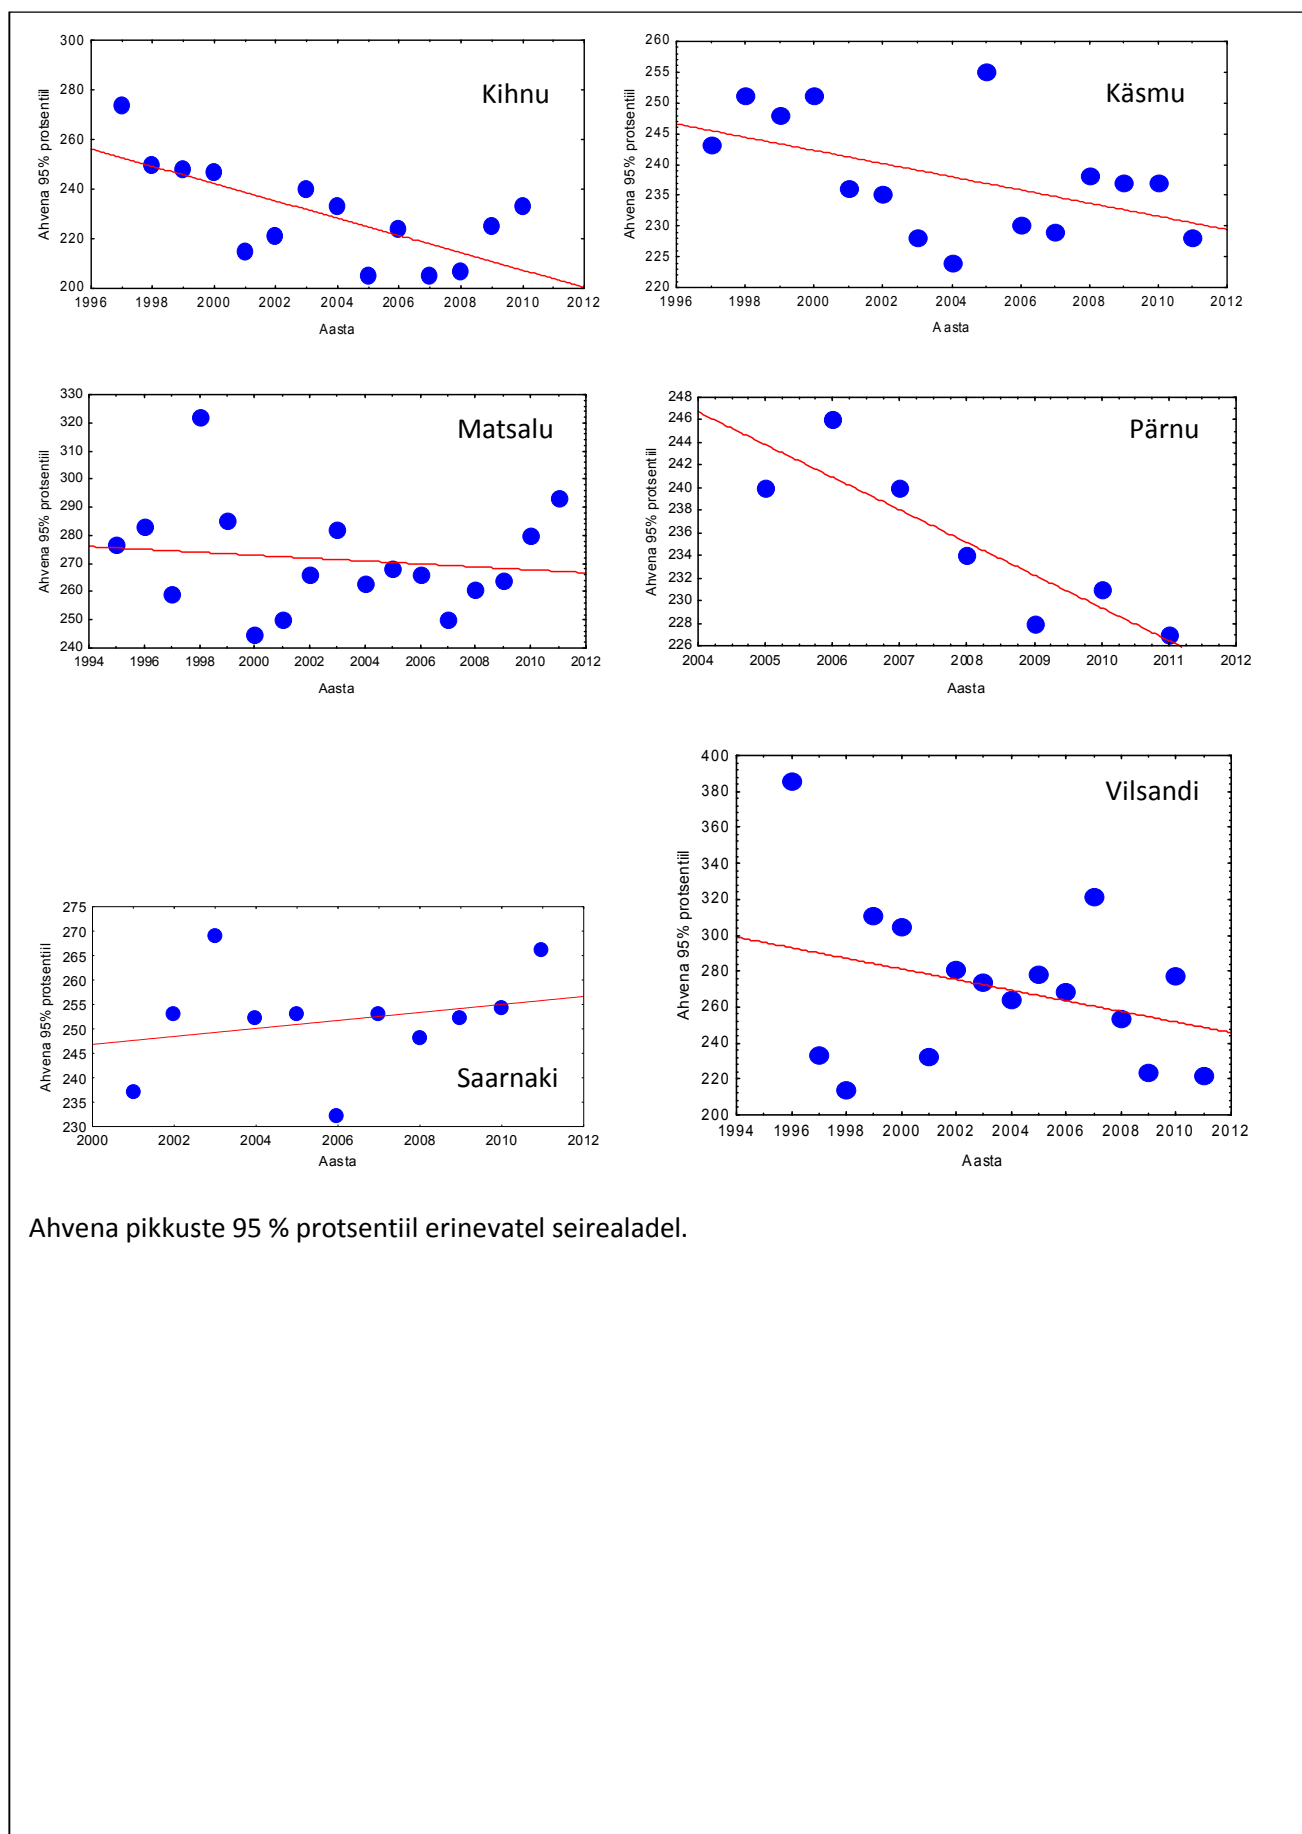 Kihnu
Ahvena 95% protsentiil
300
280
260
240
220
200
1996 1998 2000 2002 2004 2006 2008 2010 2012
Aasta
Käsmu
Ahvena 95% protsentiil
260
255
250
245
240
235
230
225
220
1996 1998 2000 2002 2004 2006 2008 2010 2012
Aasta
Matsalu
Ahvena 95% protsentiil
330
320
310
300
290
280
270
260
250
240
1994 1996 1998 2000 2002 2004 2006 2008 2010 2012
Aasta
Pärnu
Ahvena 95% protsentiil
248
246
244
242
240
238
236
234
232
230
228
226
2004 2005 2006 2007 2008 2009 2010 2011 2012
Aasta
Saarnaki
Ahvena 95% protsentiil
275
270
265
260
255
250
245
240
235
230
2000 2002 2004 2006 2008 2010 2012
Aasta
Vilsandi
Ahvena 95% protsentiil
400
380
360
340
320
300
280
260
240
220
200
1994 1996 1998 2000 2002 2004 2006 2008 2010 2012
Aasta
Ahvena pikkuste 95 % protsentiil erinevatel seirealadel.